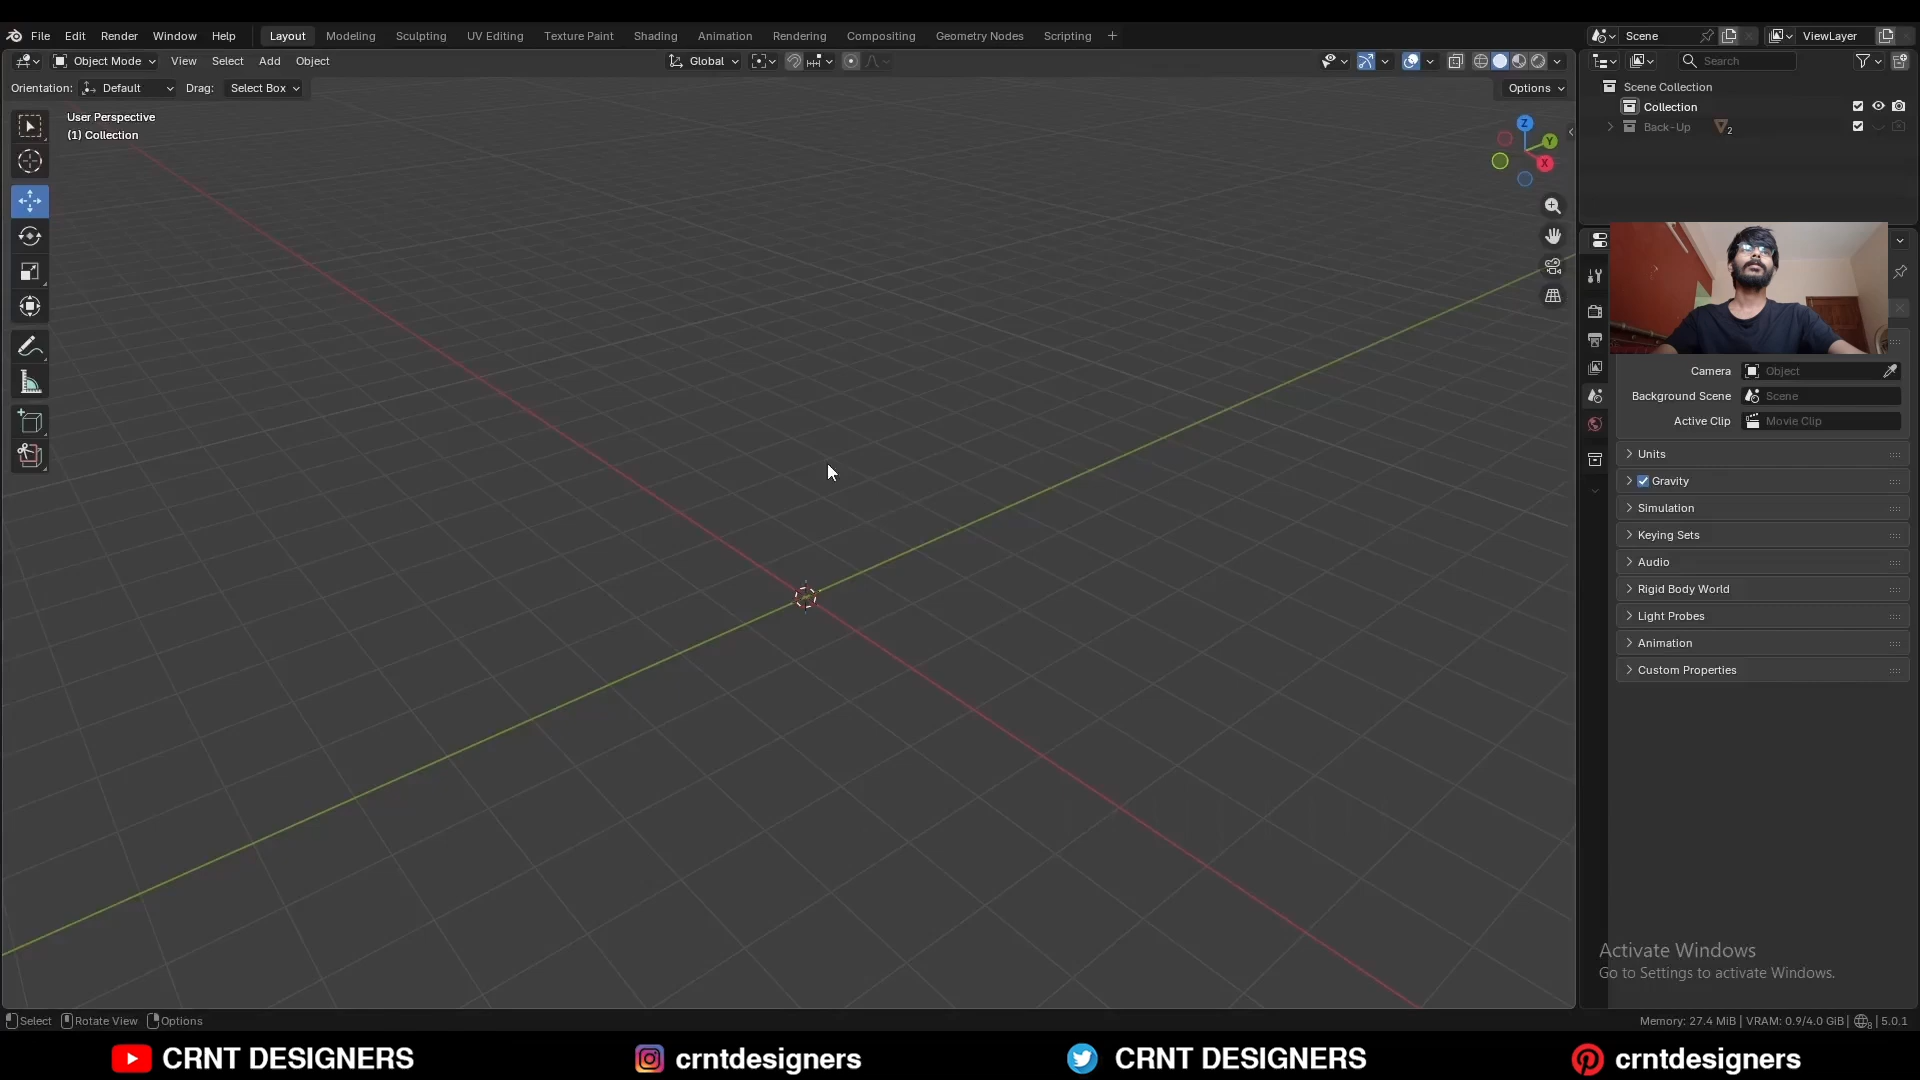 File Edit Render Window Help Layout Modeling Sculpting UV Editing Texture Paint Shading Animation Rendering Compositing Geometry Nodes Scripting Scene ViewLayer
Object Mode View Select Add Object Global Search
Orientation: Default Drag: Select Box Options
Scene Collection
Collection
Back-Up 2
User Perspective
(1) Collection
Z
Y
X
Camera Object
Background Scene Scene
Active Clip Movie Clip
Units
Gravity
Simulation
Keying Sets
Audio
Rigid Body World
Light Probes
Animation
Custom Properties
Activate Windows
Go to Settings to activate Windows.
Select Rotate View Options Memory: 27.4 MiB | VRAM: 0.9/4.0 GiB | 5.0.1
CRNT DESIGNERS crntdesigners CRNT DESIGNERS crntdesigners